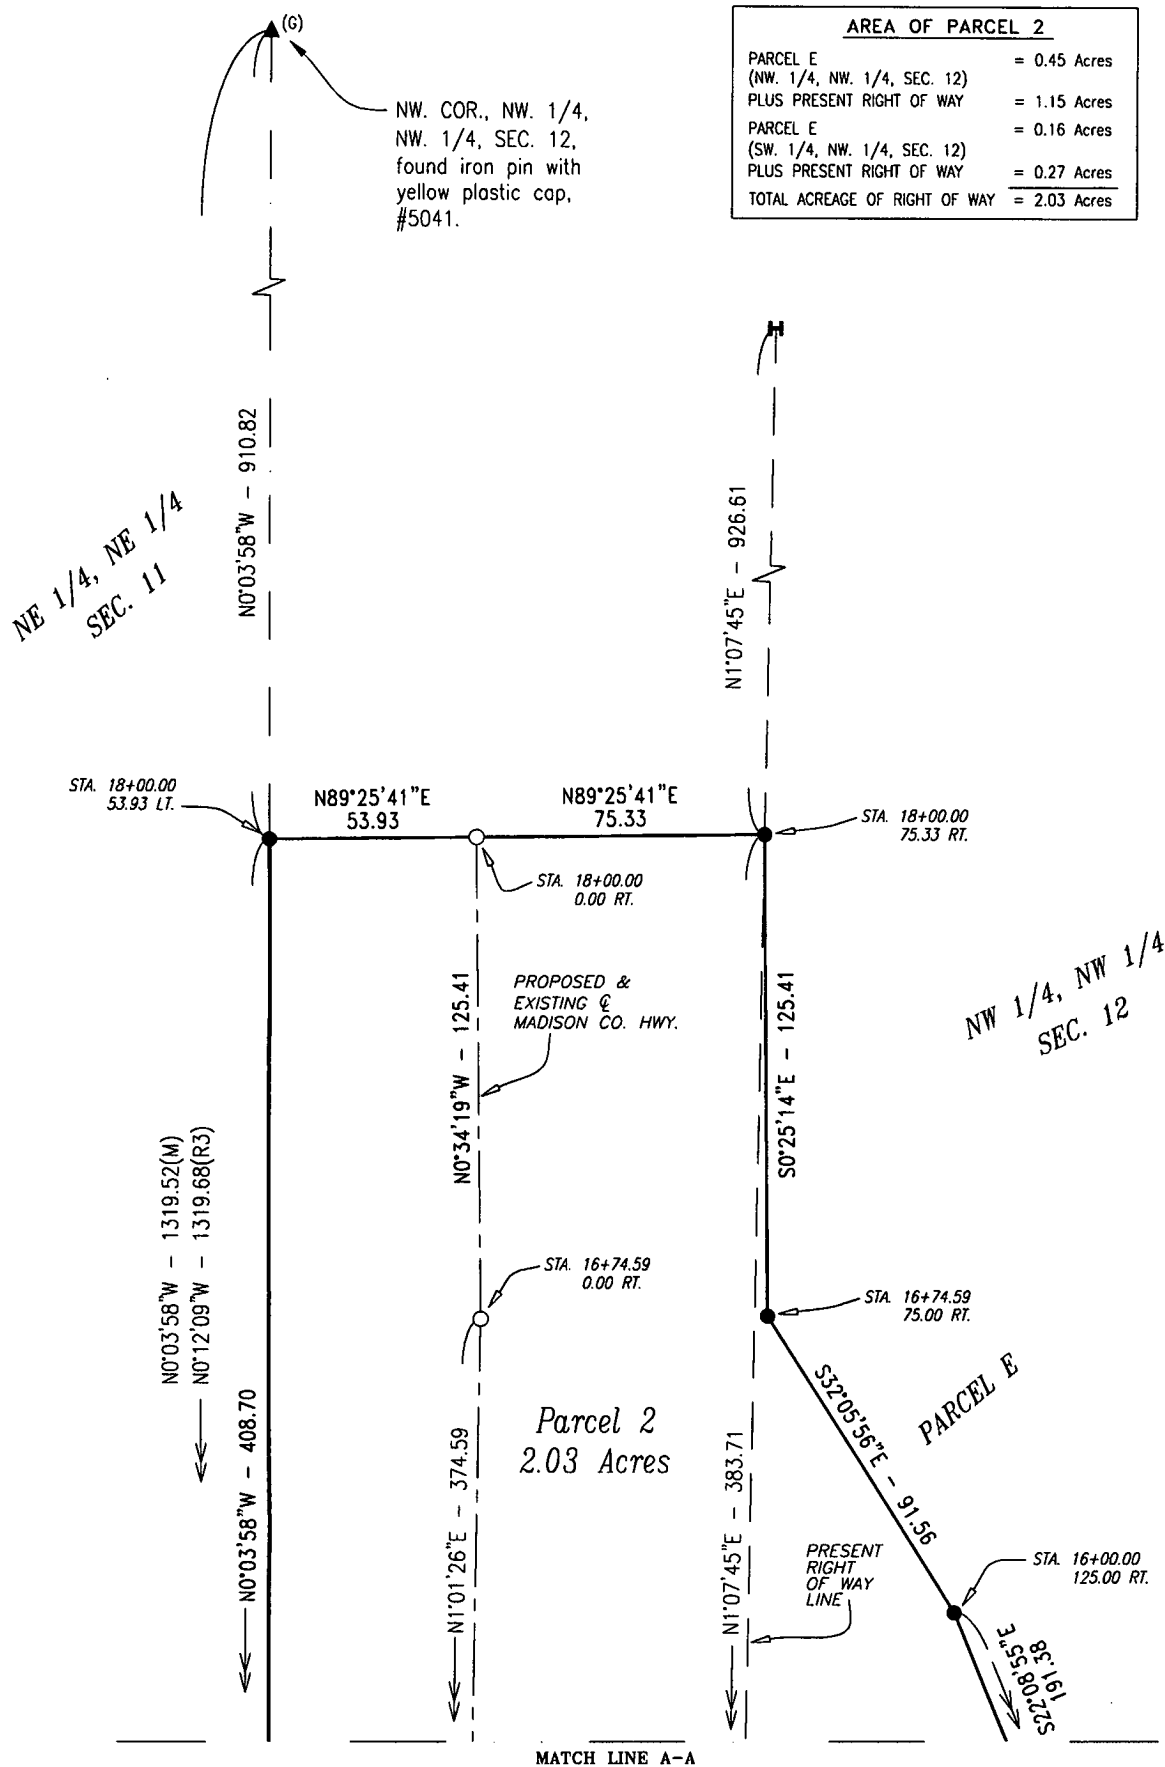 (G)
NW. COR., NW. 1/4,
NW. 1/4, SEC. 12,
found iron pin with
yellow plastic cap,
#5041.
AREA OF PARCEL 2
PARCEL E = 0.45 Acres
(NW. 1/4, NW. 1/4, SEC. 12)
PLUS PRESENT RIGHT OF WAY = 1.15 Acres
PARCEL E = 0.16 Acres
(SW. 1/4, NW. 1/4, SEC. 12)
PLUS PRESENT RIGHT OF WAY = 0.27 Acres
TOTAL ACREAGE OF RIGHT OF WAY = 2.03 Acres
H
N0°03'58"W - 910.82
N1°07'45"E - 926.61
NE 1/4, NE 1/4
SEC. 11
STA. 18+00.00
53.93 LT.
N89°25'41"E
53.93
N89°25'41"E
75.33
STA. 18+00.00
75.33 RT.
STA. 18+00.00
0.00 RT.
PROPOSED &
EXISTING ℄
MADISON CO. HWY.
N0°34'19"W - 125.41
S0°25'14"E - 125.41
NW 1/4, NW 1/4
SEC. 12
N0°03'58"W - 1319.52(M)
N0°12'09"W - 1319.68(R3)
STA. 16+74.59
0.00 RT.
STA. 16+74.59
75.00 RT.
N0°03'58"W - 408.70
Parcel 2
2.03 Acres
N1°01'26"E - 374.59
N1°07'45"E - 383.71
S32°05'56"E - 91.56
PARCEL E
PRESENT
RIGHT
OF WAY
LINE
STA. 16+00.00
125.00 RT.
S22°08'55"E
191.38
MATCH LINE A-A